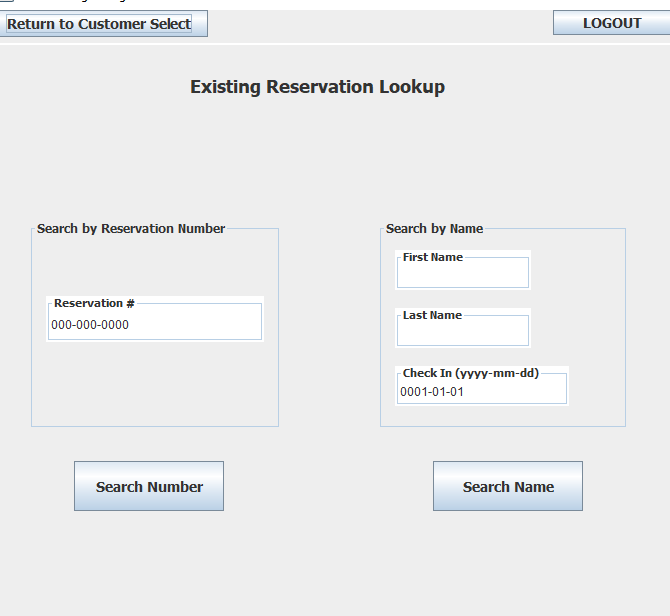 Return to Customer Select
LOGOUT
Existing Reservation Lookup
Search by Reservation Number
Reservation #
000-000-0000
Search Number
Search by Name
First Name
Last Name
Check In (yyyy-mm-dd)
0001-01-01
Search Name